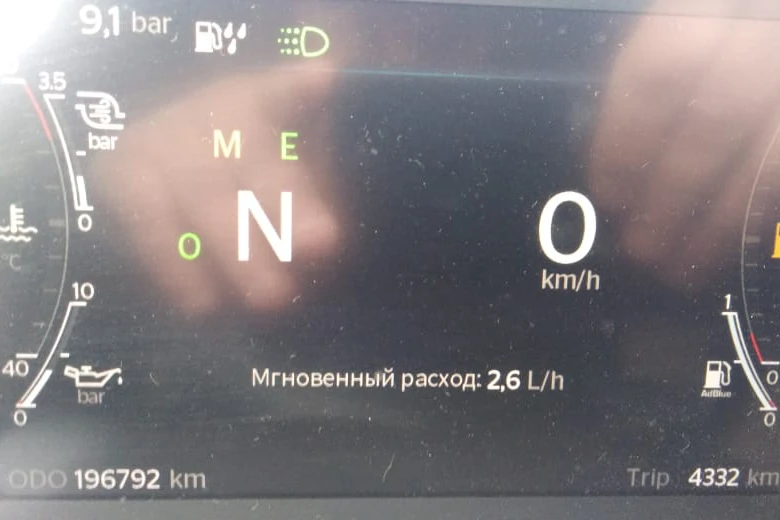 9,1 bar
3.5
bar
0
M E
O N
0
km/h
°C
10
40
bar
0
Мгновенный расход: 2,6 L/h
1
AdBlue
0
0
ODO 196792 km
Trip 4332 km